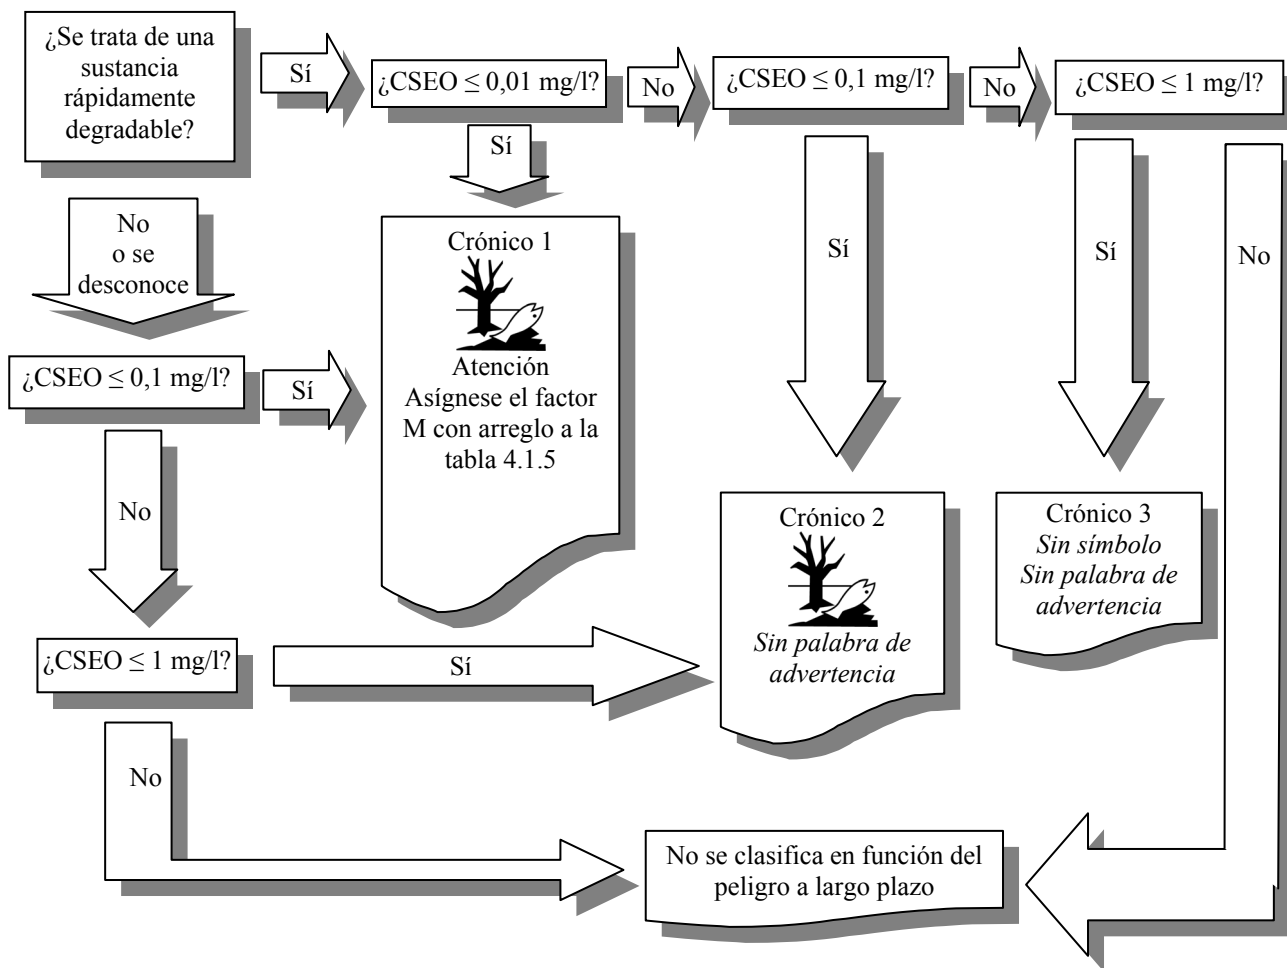 ¿Se trata de una
sustancia
rápidamente
degradable?
Sí
¿CSEO ≤ 0,01 mg/l?
No
¿CSEO ≤ 0,1 mg/l?
No
¿CSEO ≤ 1 mg/l?
Sí
No
o se
desconoce
Crónico 1
Atención
Asígnese el factor
M con arreglo a la
tabla 4.1.5
Sí
Sí
No
¿CSEO ≤ 0,1 mg/l?
Sí
No
Crónico 2
Sin palabra de
advertencia
Crónico 3
Sin símbolo
Sin palabra de
advertencia
¿CSEO ≤ 1 mg/l?
Sí
No
No se clasifica en función del
peligro a largo plazo